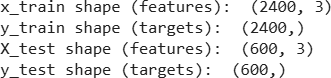 x_train shape (features):  (2400, 3)
y_train shape (targets):  (2400,)
X_test shape (features):  (600, 3)
y_test shape (targets):  (600,)